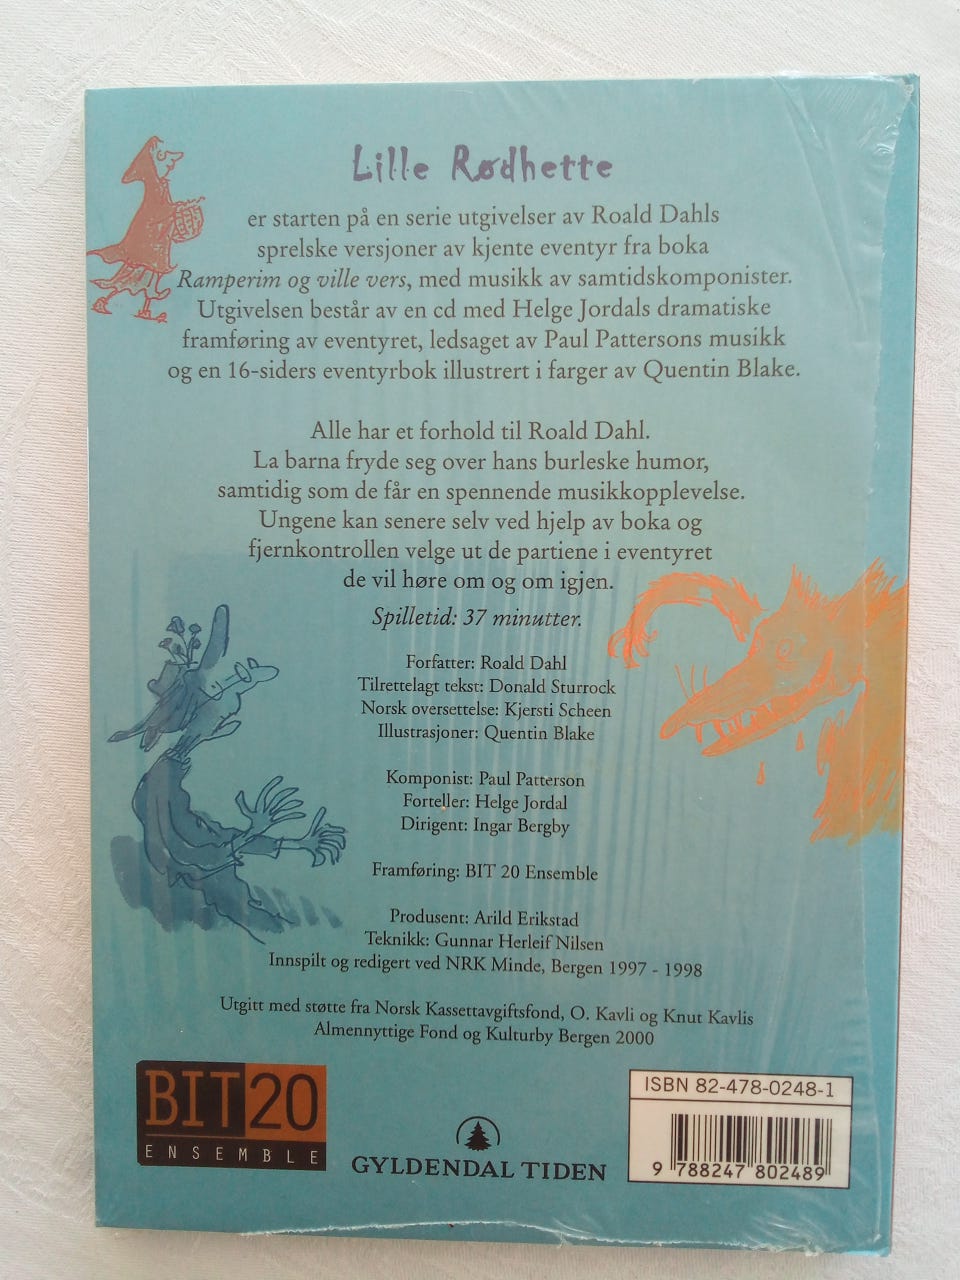 Lille Rødhette
er starten på en serie utgivelser av Roald Dahls
sprelske versjoner av kjente eventyr fra boka
Ramperim og ville vers, med musikk av samtidskomponister.
Utgivelsen består av en cd med Helge Jordals dramatiske
framføring av eventyret, ledsaget av Paul Pattersons musikk
og en 16-siders eventyrbok illustrert i farger av Quentin Blake.
Alle har et forhold til Roald Dahl.
La barna fryde seg over hans burleske humor,
samtidig som de får en spennende musikkopplevelse.
Ungene kan senere selv ved hjelp av boka og
fjernkontrollen velge ut de partiene i eventyret
de vil høre om og om igjen.
Spilletid: 37 minutter.
Forfatter: Roald Dahl
Tilrettelagt tekst: Donald Sturrock
Norsk oversettelse: Kjersti Scheen
Illustrasjoner: Quentin Blake
Komponist: Paul Patterson
Forteller: Helge Jordal
Dirigent: Ingar Bergby
Framføring: BIT 20 Ensemble
Produsent: Arild Erikstad
Teknikk: Gunnar Herleif Nilsen
Innspilt og redigert ved NRK Minde, Bergen 1997 - 1998
Utgitt med støtte fra Norsk Kassettavgiftsfond, O. Kavli og Knut Kavlis
Almennyttige Fond og Kulturby Bergen 2000
BIT20
ENSEMBLE
GYLDENDAL TIDEN
ISBN 82-478-0248-1
9 788247 802489